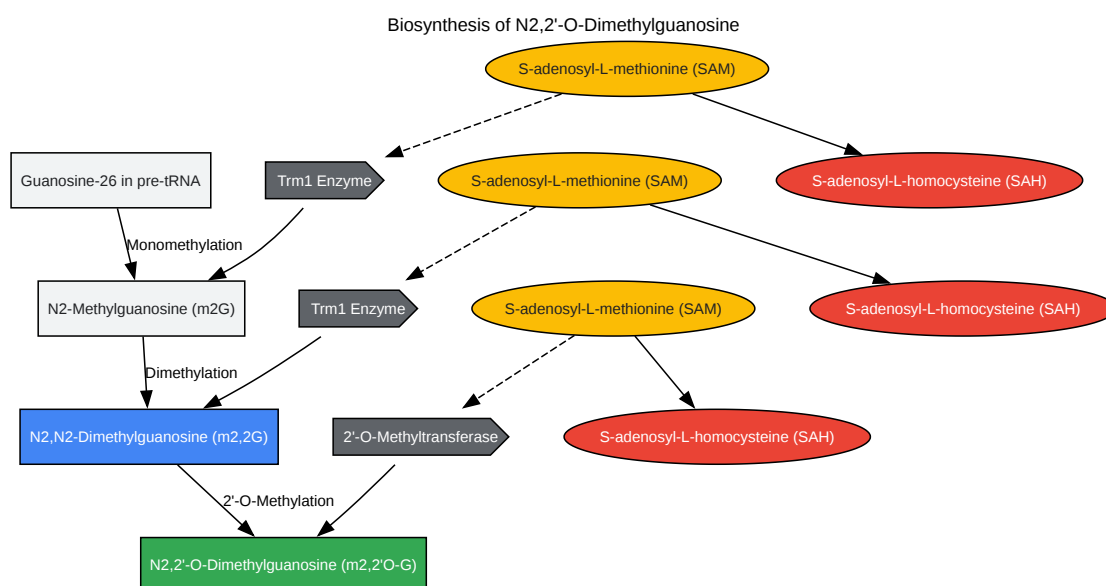 Biosynthesis of N2,2'-O-Dimethylguanosine
S-adenosyl-L-methionine (SAM)
Guanosine-26 in pre-tRNA
Trm1 Enzyme
S-adenosyl-L-methionine (SAM)
S-adenosyl-L-homocysteine (SAH)
Monomethylation
N2-Methylguanosine (m2G)
Trm1 Enzyme
S-adenosyl-L-methionine (SAM)
S-adenosyl-L-homocysteine (SAH)
Dimethylation
N2,N2-Dimethylguanosine (m2,2G)
2'-O-Methyltransferase
S-adenosyl-L-homocysteine (SAH)
2'-O-Methylation
N2,2'-O-Dimethylguanosine (m2,2'O-G)